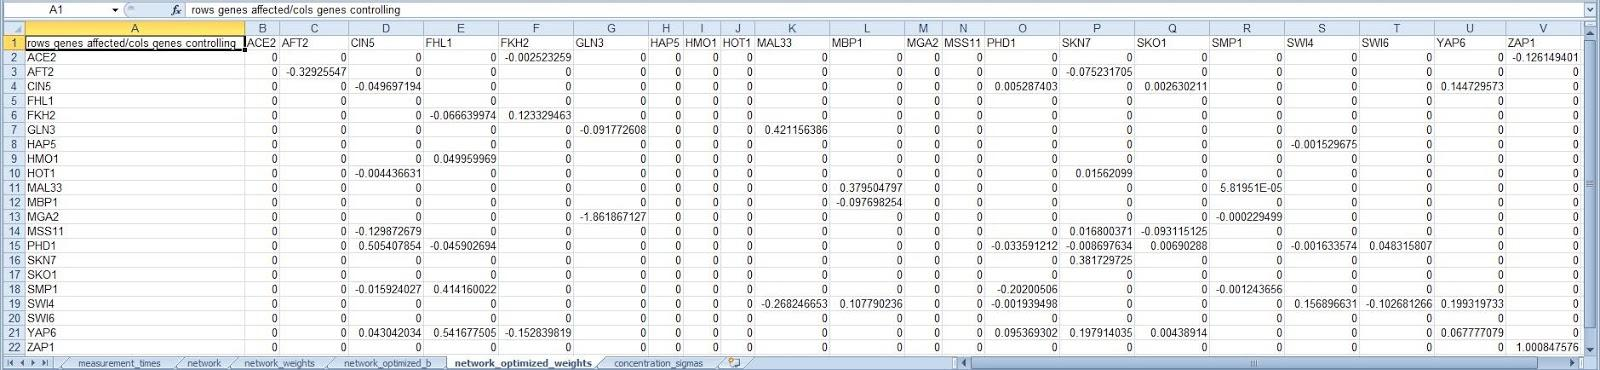 A1 fx rows genes affected/cols genes controlling
A B C D E F G H I J K L M N O P Q R S T U V
1 rows genes affected/cols genes controlling ACE2 AFT2 CIN5 FHL1 FKH2 GLN3 HAP5 HMO1 HOT1 MAL33 MBP1 MGA2 MSS11 PHD1 SKN7 SKO1 SMP1 SWI4 SWI6 YAP6 ZAP1
2 ACE2 0 0 0 0 -0.002523259 0 0 0 0 0 0 0 0 0 0 0 0 0 0 0 -0.126149401
3 AFT2 0 -0.32925547 0 0 0 0 0 0 0 0 0 0 0 0 -0.075231705 0 0 0 0 0 0
4 CIN5 0 0 -0.049697194 0 0 0 0 0 0 0 0 0 0 0.005287403 0 0.002630211 0 0 0 0.144729573 0
5 FHL1 0 0 0 0 0 0 0 0 0 0 0 0 0 0 0 0 0 0 0 0 0
6 FKH2 0 0 0 -0.066639974 0.123329463 0 0 0 0 0 0 0 0 0 0 0 0 0 0 0 0
7 GLN3 0 0 0 0 0 -0.091772608 0 0 0 0.421156386 0 0 0 0 0 0 0 0 0 0 0
8 HAP5 0 0 0 0 0 0 0 0 0 0 0 0 0 0 0 0 0 -0.001529675 0 0 0
9 HMO1 0 0 0 0.049959969 0 0 0 0 0 0 0 0 0 0 0 0 0 0 0 0 0
10 HOT1 0 0 -0.004436631 0 0 0 0 0 0 0 0 0 0 0 0.01562099 0 0 0 0 0 0
11 MAL33 0 0 0 0 0 0 0 0 0 0 0.379504797 0 0 0 0 0 5.81951E-05 0 0 0 0
12 MBP1 0 0 0 0 0 0 0 0 0 0 -0.097698254 0 0 0 0 0 0 0 0 0 0
13 MGA2 0 0 0 0 0 -1.861867127 0 0 0 0 0 0 0 0 0 0 -0.000229499 0 0 0 0
14 MSS11 0 0 -0.129872679 0 0 0 0 0 0 0 0 0 0 0 0.016800371 -0.093115125 0 0 0 0 0
15 PHD1 0 0 0.505407854 -0.045902694 0 0 0 0 0 0 0 0 0 -0.033591212 -0.008697634 0.00690288 0 -0.001633574 0.048315807 0 0
16 SKN7 0 0 0 0 0 0 0 0 0 0 0 0 0 0 0.381729725 0 0 0 0 0 0
17 SKO1 0 0 0 0 0 0 0 0 0 0 0 0 0 0 0 0 0 0 0 0 0
18 SMP1 0 0 -0.015924027 0.414160022 0 0 0 0 0 0 0 0 0 -0.20200506 0 0 -0.001243656 0 0 0 0
19 SWI4 0 0 0 0 0 0 0 0 0 -0.268246653 0.107790236 0 0 -0.001939498 0 0 0 0.156896631 -0.102681266 0.199319733 0
20 SWI6 0 0 0 0 0 0 0 0 0 0 0 0 0 0 0 0 0 0 0 0 0
21 YAP6 0 0 0.043042034 0.541677505 -0.152839819 0 0 0 0 0 0 0 0 0.095369302 0.197914035 0.00438914 0 0 0 0.067777079 0
22 ZAP1 0 0 0 0 0 0 0 0 0 0 0 0 0 0 0 0 0 0 0 0 1.000847576
measurement_times network network_weights network_optimized_b network_optimized_weights concentration_sigmas